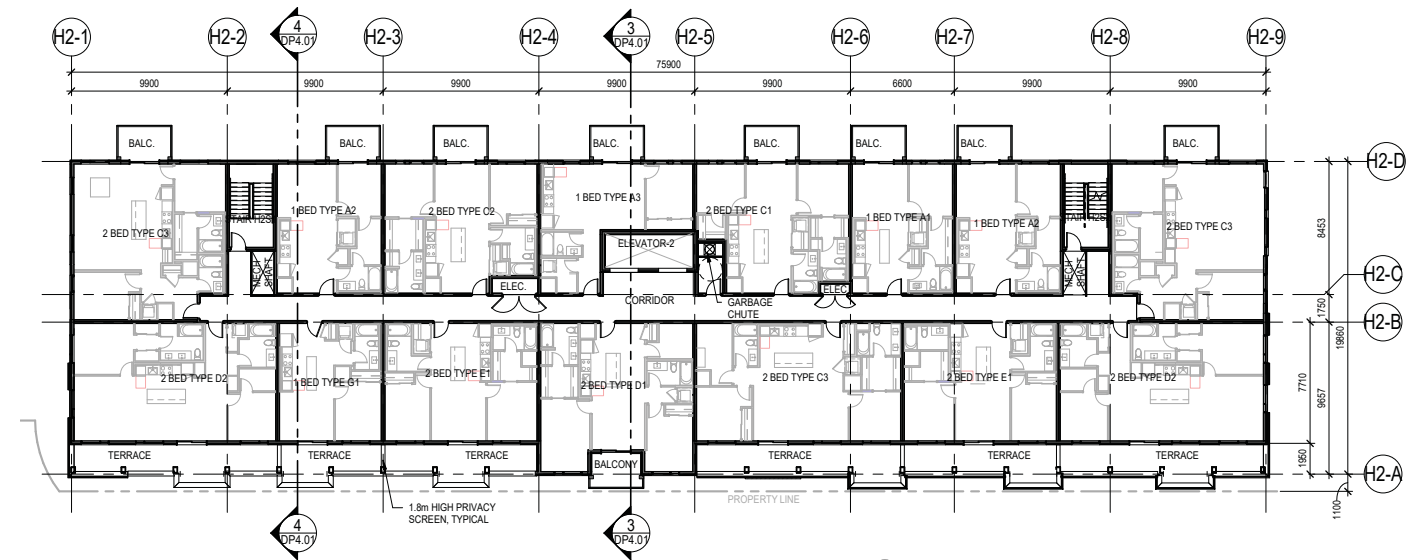 H2-1
H2-2
4
DP4.01
H2-3
H2-4
3
DP4.01
H2-5
H2-6
H2-7
H2-8
H2-9
75900
9900
9900
9900
9900
9900
6600
9900
9900
BALC.
BALC.
BALC.
BALC.
BALC.
BALC.
BALC.
BALC.
H2-D
1 BED TYPE A2
2 BED TYPE C2
1 BED TYPE A3
2 BED TYPE C1
1 BED TYPE A1
1 BED TYPE A2
2 BED TYPE C3
2 BED TYPE C3
ELEVATOR-2
MECH
SHAFT
MECH
SHAFT
8453
H2-C
ELEC.
ELEC.
CORRIDOR
GARBAGE
CHUTE
1750
H2-B
19860
2 BED TYPE D2
1 BED TYPE G1
2 BED TYPE E1
2 BED TYPE D1
2 BED TYPE C3
2 BED TYPE E1
2 BED TYPE D2
7710
9657
TERRACE
TERRACE
TERRACE
BALCONY
TERRACE
TERRACE
TERRACE
1950
H2-A
PROPERTY LINE
1100
1.8m HIGH PRIVACY
SCREEN, TYPICAL
4
DP4.01
3
DP4.01